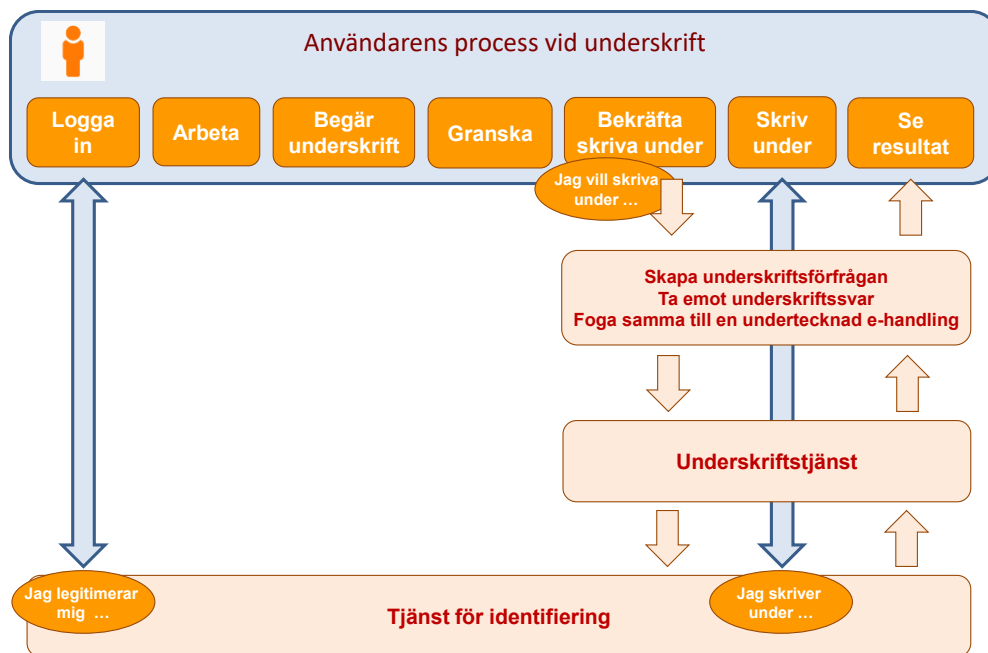 Användarens process vid underskrift
Logga
in
Arbeta
Begär
underskrift
Granska
Bekräfta
skriva under
Skriv
under
Se
resultat
Jag vill skriva
under …
Skapa underskriftsförfrågan
Ta emot underskriftssvar
Foga samma till en undertecknad e-handling
Underskriftstjänst
Jag legitimerar
mig …
Tjänst för identifiering
Jag skriver
under …